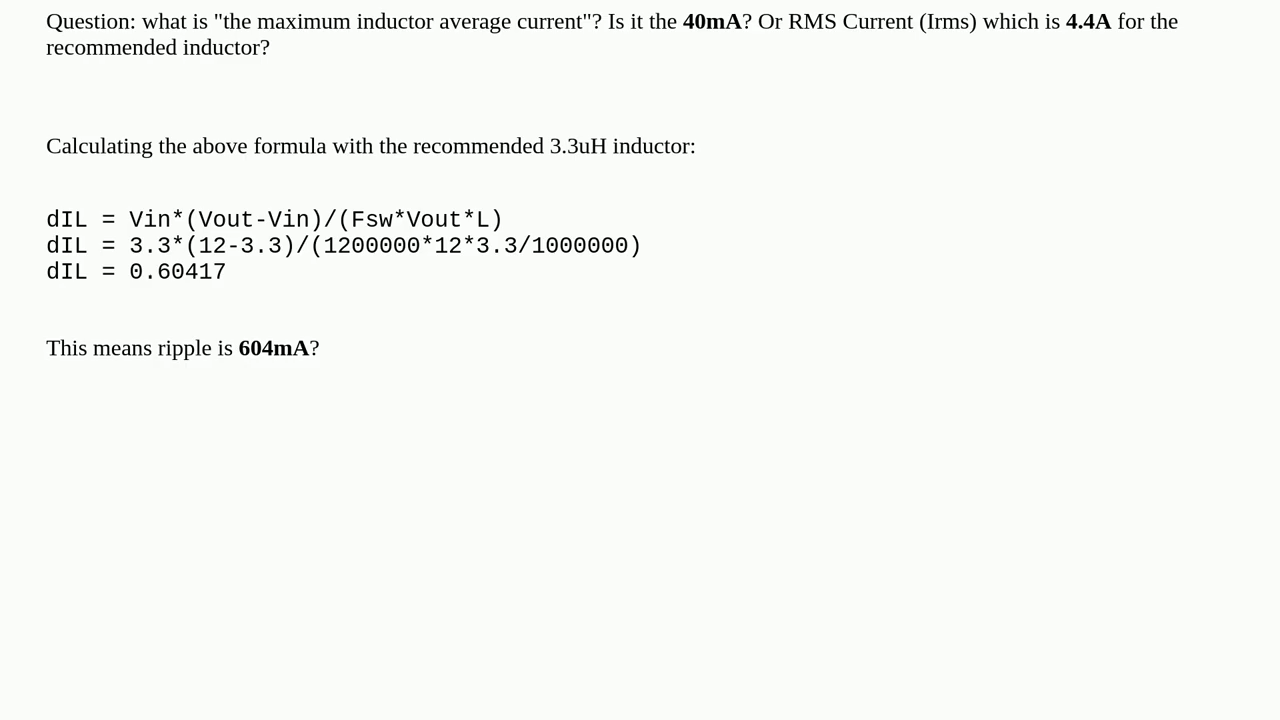 Question: what is "the maximum inductor average current"? Is it the 40mA? Or RMS Current (Irms) which is 4.4A for the
recommended inductor?
Calculating the above formula with the recommended 3.3uH inductor:
dIL = Vin*(Vout-Vin)/(Fsw*Vout*L)
dIL = 3.3*(12-3.3)/(1200000*12*3.3/1000000)
dIL = 0.60417
This means ripple is 604mA?